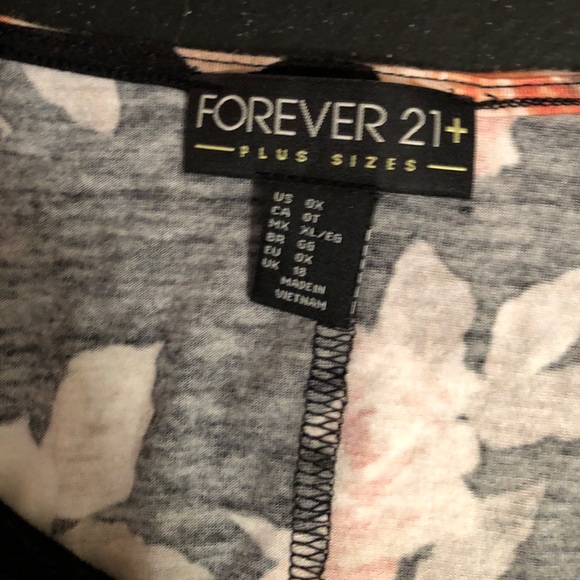 FOREVER 21+
PLUS SIZES
US 0X
CA 0T
MX XL/EG
BR GG
EU 0X
UK 18
MADE IN
VIETNAM